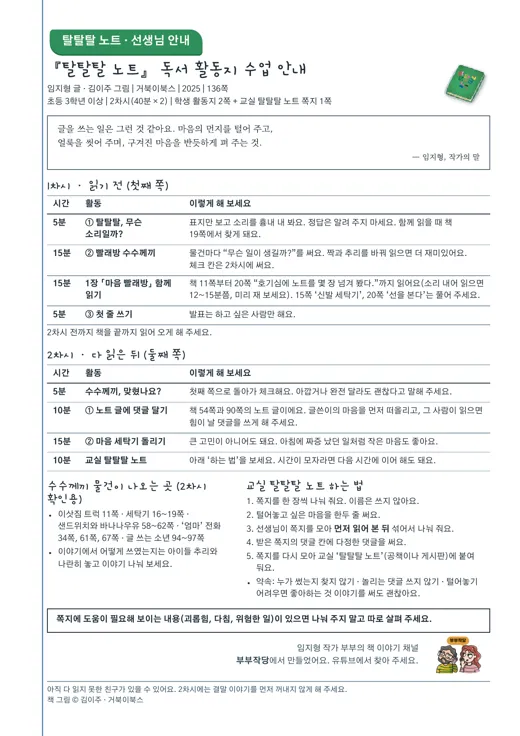 탈탈탈 노트 · 선생님 안내
『탈탈탈 노트』 독서 활동지 수업 안내
임지형 글 · 김이주 그림 | 거북이북스 | 2025 | 136쪽
초등 3학년 이상 | 2차시(40분 × 2) | 학생 활동지 2쪽 + 교실 탈탈탈 노트 쪽지 1쪽
글을 쓰는 일은 그런 것 같아요. 마음의 먼지를 털어 주고,
얼룩을 씻어 주며, 구겨진 마음을 반듯하게 펴 주는 것.
— 임지형, 작가의 말
1차시 · 읽기 전 (첫째 쪽)
시간 활동 이렇게 해 보세요
5분 ① 탈탈탈, 무슨 소리일까? 표지만 보고 소리를 흉내 내 봐요. 정답은 알려 주지 마세요. 함께 읽을 때 책
19쪽에서 찾게 돼요.
15분 ② 빨래방 수수께끼 물건마다 “무슨 일이 생길까?”를 써요. 짝과 추리를 바꿔 읽으면 더 재미있어요.
체크 칸은 2차시에 써요.
15분 1장 「마음 빨래방」 함께 읽기 책 11쪽부터 20쪽 “호기심에 노트를 몇 장 넘겨 봤다.”까지 읽어요(소리 내어 읽으면
12~15분쯤, 미리 재 보세요). 15쪽 ‘신발 세탁기’, 20쪽 ‘선을 본다’는 풀어 주세요.
5분 ③ 첫 줄 쓰기 발표는 하고 싶은 사람만 해요.
2차시 전까지 책을 끝까지 읽어 오게 해 주세요.
2차시 · 다 읽은 뒤 (둘째 쪽)
시간 활동 이렇게 해 보세요
5분 수수께끼, 맞혔나요? 첫째 쪽으로 돌아가 체크해요. 아깝거나 완전 달라도 괜찮다고 말해 주세요.
10분 ① 노트 글에 댓글 달기 책 54쪽과 90쪽의 노트 글이에요. 글쓴이의 마음을 먼저 떠올리고, 그 사람이 읽으면
힘이 날 댓글을 쓰게 해 주세요.
15분 ② 마음 세탁기 돌리기 큰 고민이 아니어도 돼요. 아침에 짜증 났던 일처럼 작은 마음도 좋아요.
10분 교실 탈탈탈 노트 아래 ‘하는 법’을 보세요. 시간이 모자라면 다음 시간에 이어 해도 돼요.
수수께끼 물건이 나오는 곳 (2차시
확인용)
• 이삿짐 트럭 11쪽 · 세탁기 16~19쪽 ·
샌드위치와 바나나우유 58~62쪽 · ‘엄마’ 전화
34쪽, 61쪽, 67쪽 · 글 쓰는 소년 94~97쪽
• 이야기에서 어떻게 쓰였는지는 아이들 추리와
나란히 놓고 이야기 나눠 보세요.
교실 탈탈탈 노트 하는 법
1. 쪽지를 한 장씩 나눠 줘요. 이름은 쓰지 않아요.
2. 털어놓고 싶은 마음을 한두 줄 써요.
3. 선생님이 쪽지를 모아 먼저 읽어 본 뒤 섞어서 나눠 줘요.
4. 받은 쪽지의 댓글 칸에 다정한 댓글을 써요.
5. 쪽지를 다시 모아 교실 ‘탈탈탈 노트’(공책이나 게시판)에 붙여
둬요.
• 약속: 누가 썼는지 찾지 않기 · 놀리는 댓글 쓰지 않기 · 털어놓기
어려우면 좋아하는 것 이야기를 써도 괜찮아요.
쪽지에 도움이 필요해 보이는 내용(괴롭힘, 다침, 위험한 일)이 있으면 나눠 주지 말고 따로 살펴 주세요.
임지형 작가 부부의 책 이야기 채널
부부작당에서 만들었어요. 유튜브에서 찾아 주세요.
부부작당
아직 다 읽지 못한 친구가 있을 수 있어요. 2차시에는 결말 이야기를 먼저 꺼내지 않게 해 주세요.
책 그림 © 김이주 · 거북이북스